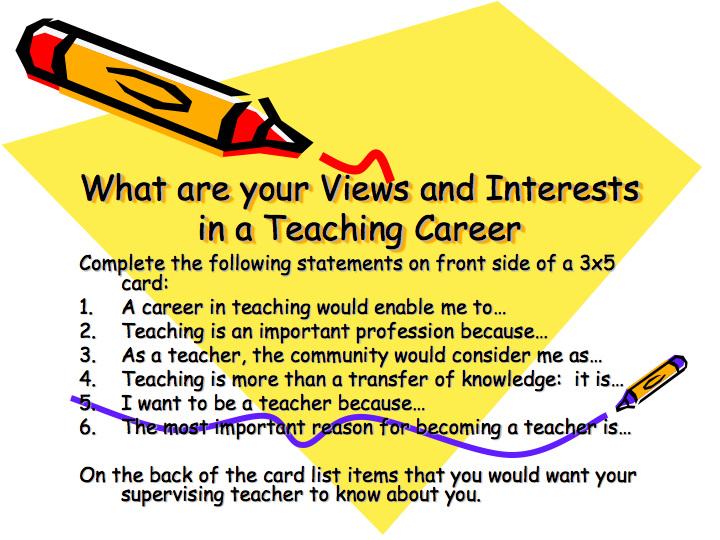 What are your Views and Interests
in a Teaching Career
Complete the following statements on front side of a 3x5
card:
1. A career in teaching would enable me to…
2. Teaching is an important profession because…
3. As a teacher, the community would consider me as…
4. Teaching is more than a transfer of knowledge: it is…
5. I want to be a teacher because…
6. The most important reason for becoming a teacher is…
On the back of the card list items that you would want your
supervising teacher to know about you.